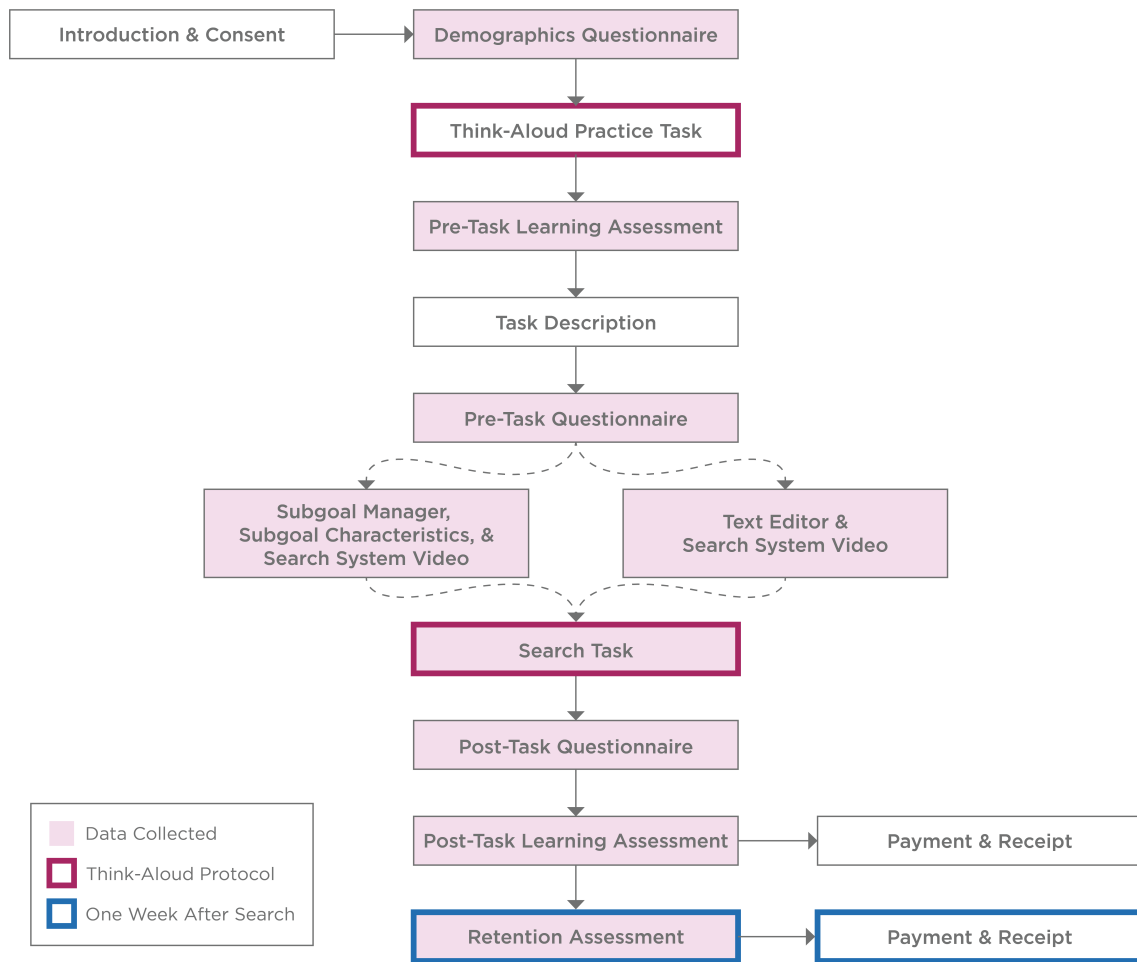 Introduction & Consent
Demographics Questionnaire
Think-Aloud Practice Task
Pre-Task Learning Assessment
Task Description
Pre-Task Questionnaire
Subgoal Manager,
Subgoal Characteristics, &
Search System Video
Text Editor &
Search System Video
Search Task
Post-Task Questionnaire
Post-Task Learning Assessment
Payment & Receipt
Retention Assessment
Payment & Receipt
Data Collected
Think-Aloud Protocol
One Week After Search